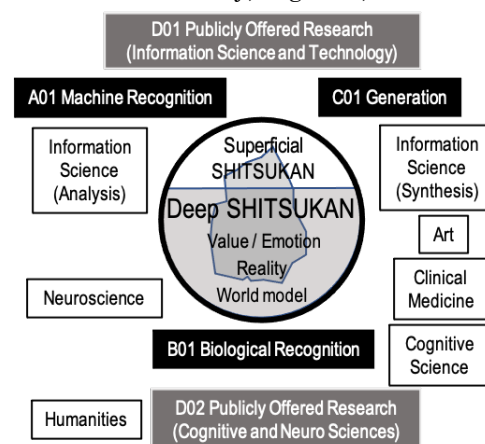 D01 Publicly Offered Research
(Information Science and Technology)
A01 Machine Recognition
C01 Generation
Information
Science
(Analysis)
Superficial
SHITSUKAN
Deep SHITSUKAN
Value / Emotion
Reality
World model
Information
Science
(Synthesis)
Art
Neuroscience
Clinical
Medicine
B01 Biological Recognition
Cognitive
Science
Humanities
D02 Publicly Offered Research
(Cognitive and Neuro Sciences)